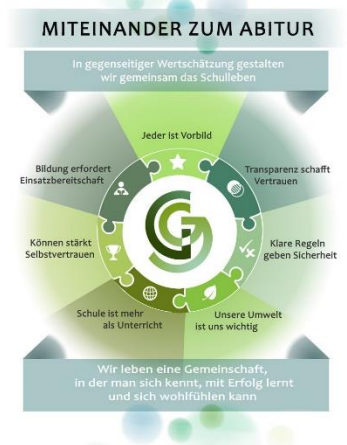 MITEINANDER ZUM ABITUR
In gegenseitiger Wertschätzung gestalten
wir gemeinsam das Schulleben
Jeder Ist Vorbild
Bildung erfordert
Einsatzbereitschaft
Transparenz schafft
Vertrauen
Können stärkt
Selbstvertrauen
Klare Regeln
geben Sicherheit
Schule ist mehr
als Unterricht
Unsere Umwelt
ist uns wichtig
Wir leben eine Gemeinschaft,
in der man sich kennt, mit Erfolg lernt
und sich wohlfühlen kann